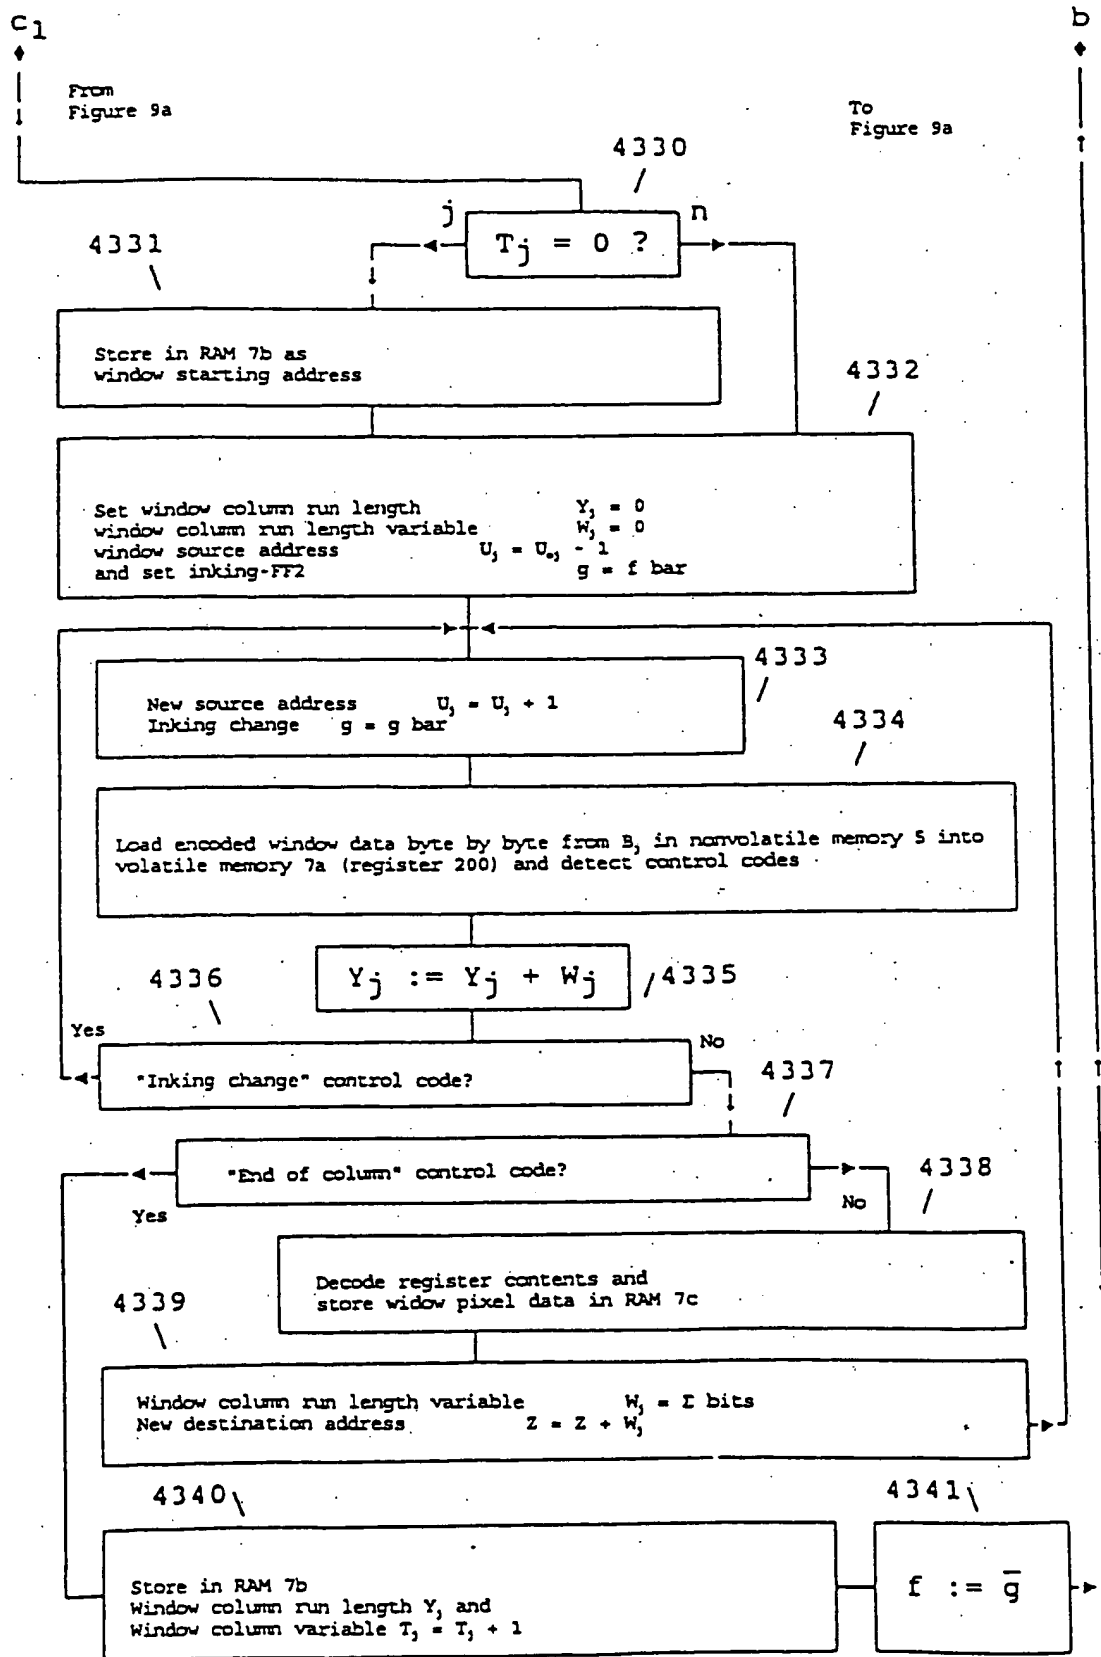 c1
b
From
Figure 9a
To
Figure 9a
4330
j
n
Tj = 0 ?
4331
Store in RAM 7b as
window starting address
4332
Set window column run length Yj = 0
window column run length variable Wj = 0
window source address Uj = Uoj - 1
and set inking-FF2 g = f bar
4333
New source address Uj = Uj + 1
Inking change g = g bar
4334
Load encoded window data byte by byte from Bj in nonvolatile memory 5 into
volatile memory 7a (register 200) and detect control codes
4336
Yj := Yj + Wj
4335
Yes
No
"Inking change" control code?
4337
"End of column" control code?
4338
Yes
No
Decode register contents and
store widow pixel data in RAM 7c
4339
Window column run length variable Wj = Σ bits
New destination address Z = Z + Wj
4340
4341
Store in RAM 7b
Window column run length Yj and
Window column variable Tj = Tj + 1
f := g̅